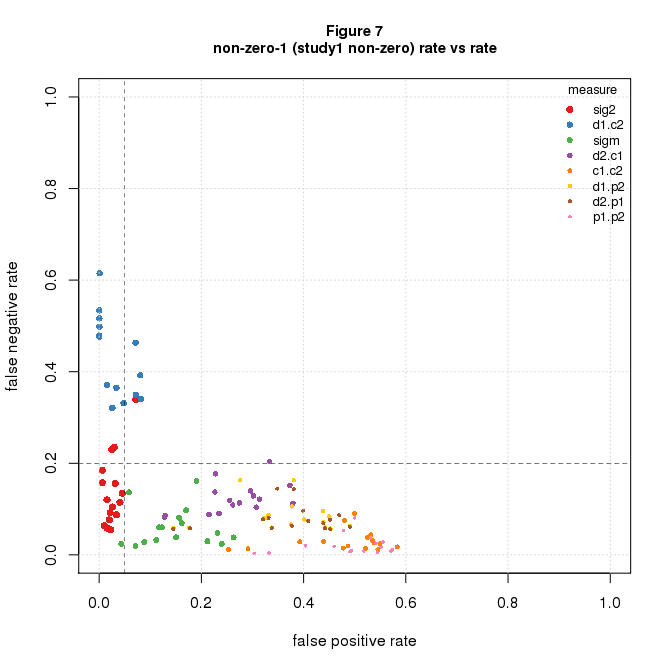 Figure 7
non-zero-1 (study1 non-zero) rate vs rate
measure
sig2
d1.c2
sigm
d2.c1
c1.c2
d1.p2
d2.p1
p1.p2
1.0
0.8
0.6
0.4
0.2
0.0
false negative rate
0.0 0.2 0.4 0.6 0.8 1.0
false positive rate